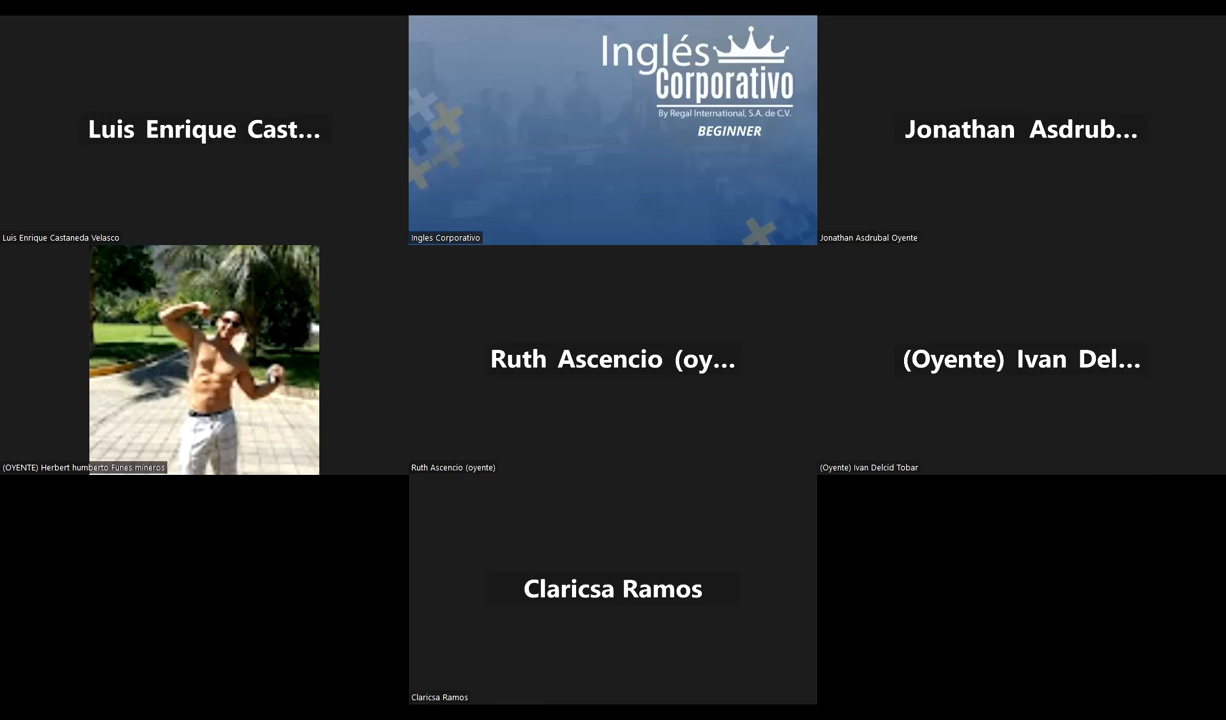 Luis Enrique Cast...
Luis Enrique Castaneda Velasco
Inglés
Corporativo
By Regal International, S.A. de C.V.
BEGINNER
Ingles Corporativo
Jonathan Asdrub...
Jonathan Asdrubal Oyente
(OYENTE) Herbert humberto Funes mineros
Ruth Ascencio (oy...
Ruth Ascencio (oyente)
(Oyente) Ivan Del...
(Oyente) Ivan Delcid Tobar
Claricsa Ramos
Claricsa Ramos